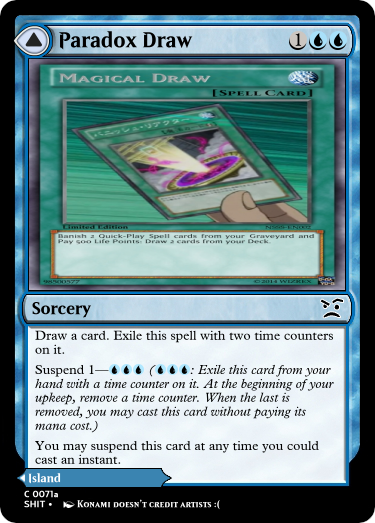 Paradox Draw 1
MAGICAL DRAW
[SPELL CARD]
Limited Edition
Banish 2 Quick-Play Spell cards from your Graveyard and
Pay 500 Life Points: Draw 2 cards from your Deck.
Sorcery
Draw a card. Exile this spell with two time counters
on it.
Suspend 1— (: Exile this card from your
hand with a time counter on it. At the beginning of your
upkeep, remove a time counter. When the last is
removed, you may cast this card without paying its
mana cost.)
You may suspend this card at any time you could
cast an instant.
Island
C 0071a
SHIT • KONAMI DOESN'T CREDIT ARTISTS :(